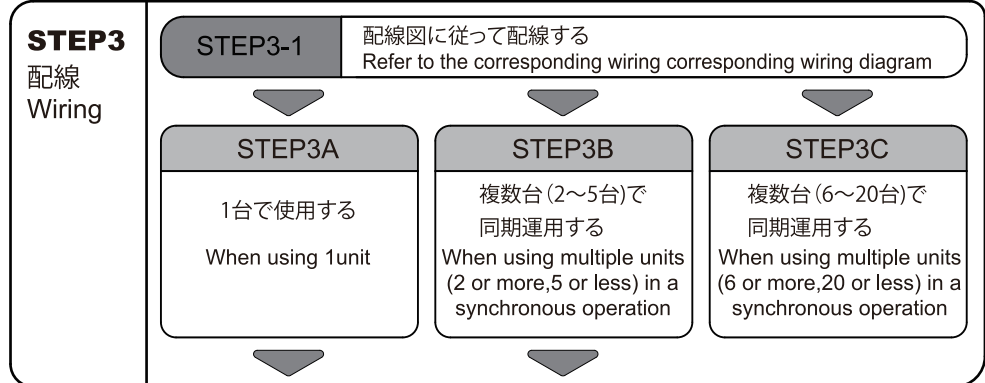 STEP3
配線
Wiring
STEP3-1
配線図に従って配線する
Refer to the corresponding wiring corresponding wiring diagram
STEP3A
1台で使用する
When using 1unit
STEP3B
複数台(2〜5台)で
同期運用する
When using multiple units
(2 or more,5 or less) in a
synchronous operation
STEP3C
複数台(6〜20台)で
同期運用する
When using multiple units
(6 or more,20 or less) in a
synchronous operation